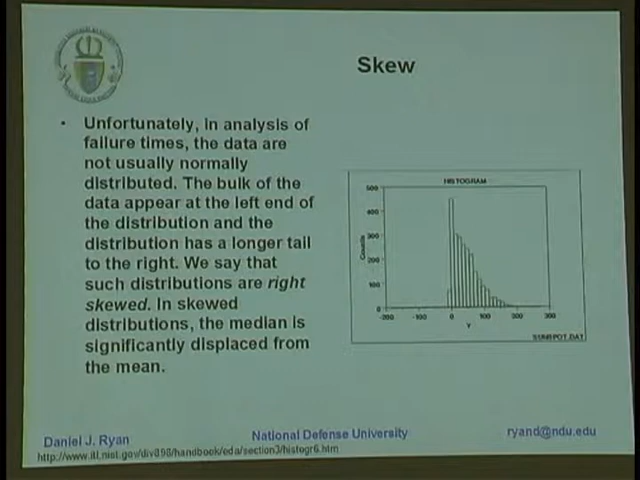 Skew
• Unfortunately, in analysis of
failure times, the data are
not usually normally
distributed. The bulk of the
data appear at the left end of
the distribution and the
distribution has a longer tail
to the right. We say that
such distributions are right
skewed. In skewed
distributions, the median is
significantly displaced from
the mean.
HISTOGRAM
500
400
300
200
100
0
Counts
-200 -100 0 100 200 300
Y
SUNSPOT.DAT
Daniel J. Ryan
National Defense University
ryand@ndu.edu
http://www.itl.nist.gov/div898/handbook/eda/section3/histogr6.htm